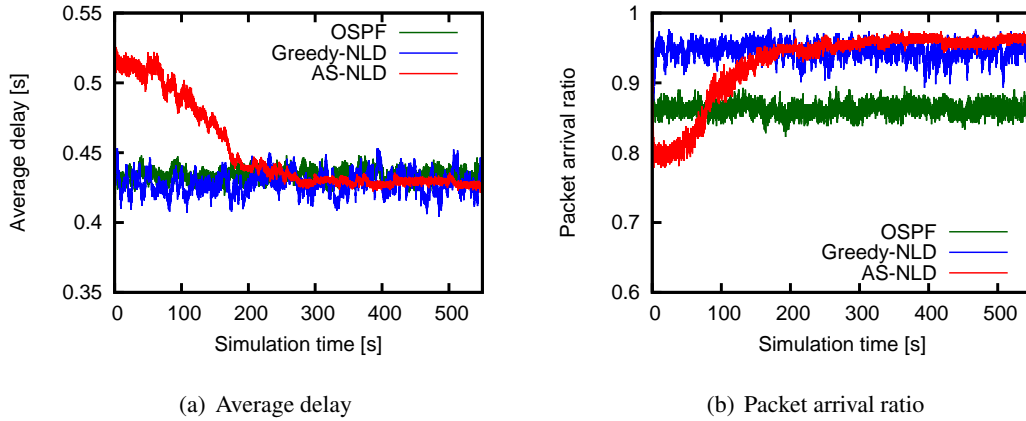 0.55
0.5
0.45
0.4
0.35
Average delay [s]
OSPF
Greedy-NLD
AS-NLD
0 100 200 300 400 500
Simulation time [s]
(a) Average delay
1
0.9
0.8
0.7
0.6
Packet arrival ratio
OSPF
Greedy-NLD
AS-NLD
0 100 200 300 400 500
Simulation time [s]
(b) Packet arrival ratio